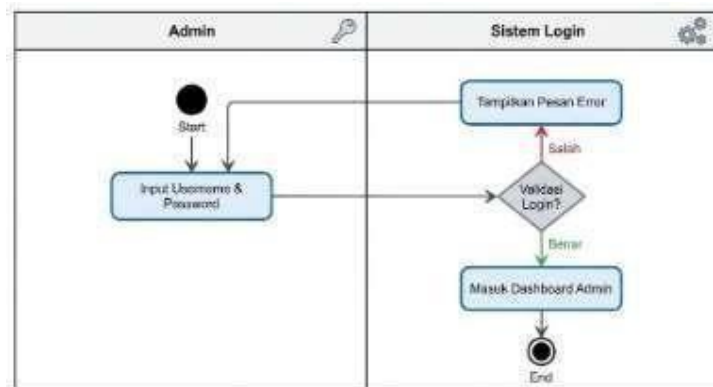 Admin
Sistem Login
Start
Tampilkan Pesan Error
Salah
Input Username &
Password
Validasi
Login?
Benar
Masuk Dashboard Admin
End